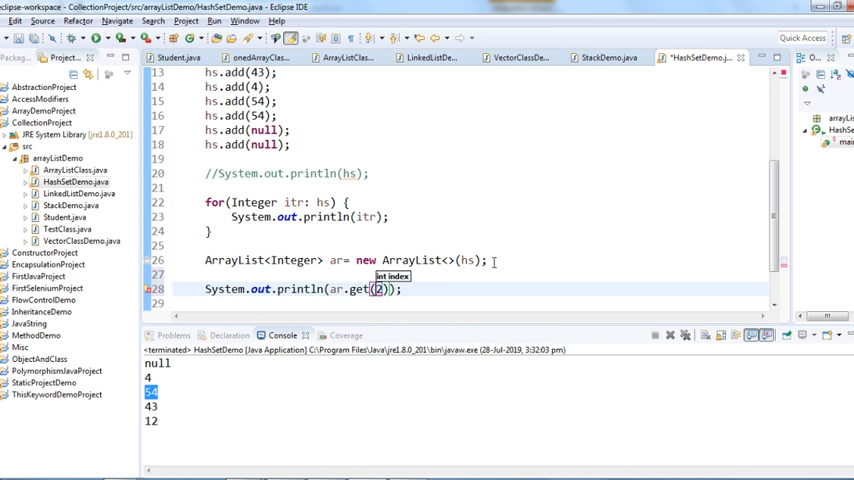 eclipse-workspace - CollectionProject/src/arrayListDemo/HashSetDemo.java - Eclipse IDE
Edit Source Refactor Navigate Search Project Run Window Help
Quick Access
Packag... Project...
Student.java onedArrayClas... ArrayListClass... LinkedListDe... VectorClassDe... StackDemo.java *HashSetDemo.j...
AbstractionProject
AccessModifiers
ArrayDemoProject
CollectionProject
JRE System Library [jre1.8.0_201]
src
arrayListDemo
ArrayListClass.java
HashSetDemo.java
LinkedListDemo.java
StackDemo.java
Student.java
TestClass.java
VectorClassDemo.java
ConstructorProject
EncapsulationProject
FirstJavaProject
FirstSeleniumProject
FlowControlDemo
InheritanceDemo
JavaString
MethodDemo
Misc
ObjectAndClass
PolymorphismJavaProject
StaticProjectDemo
ThisKeywordDemoProject
13 hs.add(43);
14 hs.add(4);
15 hs.add(54);
16 hs.add(54);
17 hs.add(null);
18 hs.add(null);
19
20 //System.out.println(hs);
21
22 for(Integer itr: hs) {
23 System.out.println(itr);
24 }
25
26 ArrayList<Integer> ar= new ArrayList<>(hs);
27
int index
28 System.out.println(ar.get(2));
29
Problems Declaration Console Coverage
<terminated> HashSetDemo [Java Application] C:\Program Files\Java\jre1.8.0_201\bin\javaw.exe (28-Jul-2019, 3:32:03 pm)
null
4
54
43
12
O...
arrayLi
HashS
mai